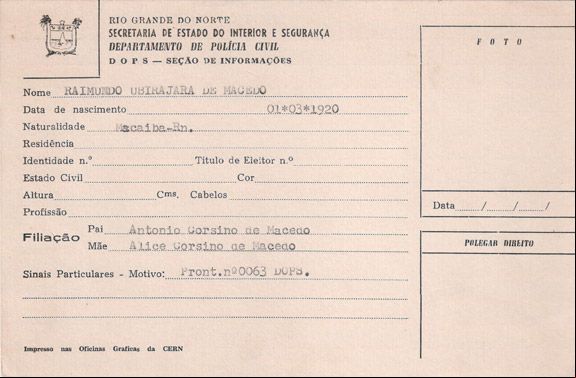 RIO GRANDE DO NORTE
SECRETARIA DE ESTADO DO INTERIOR E SEGURANÇA
DEPARTAMENTO DE POLÍCIA CIVIL
D O P S — SEÇÃO DE INFORMAÇÕES
F O T O
Nome RAIMUNDO UBIRAJARA DE MACEDO
Data de nascimento 01*03*1920
Naturalidade Macaiba-Rn.
Residência
Identidade n.º Título de Eleitor n.º
Estado Civil Cor
Altura Cms. Cabelos
Profissão
Data / / /
Filiação
Pai Antonio Corsino de Macedo
Mãe Alice Corsino de Macedo
POLEGAR DIREITO
Sinais Particulares - Motivo: Pront.nº0063 DOPS.
Impresso nas Oficinas Graficas da CERN